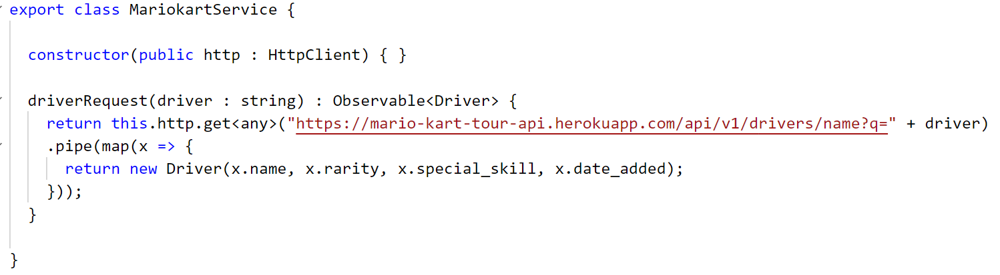 export class MariokartService {
constructor(public http : HttpClient) { }
driverRequest(driver : string) : Observable<Driver> {
return this.http.get<any>("https://mario-kart-tour-api.herokuapp.com/api/v1/drivers/name?q=" + driver)
.pipe(map(x => {
return new Driver(x.name, x.rarity, x.special_skill, x.date_added);
}));
}
}